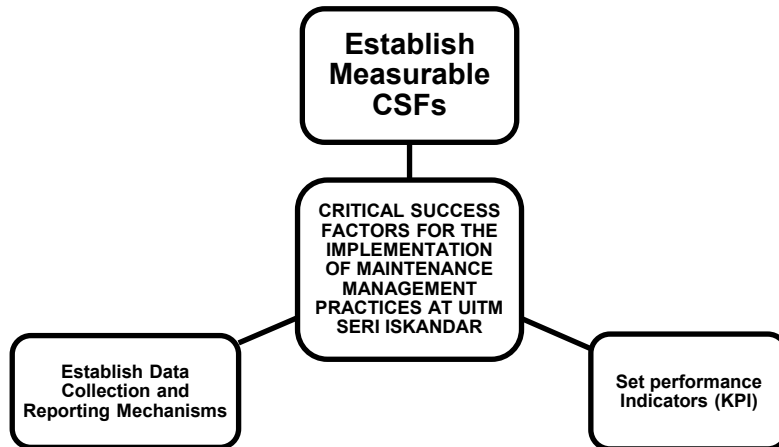 Establish
Measurable
CSFs
CRITICAL SUCCESS
FACTORS FOR THE
IMPLEMENTATION
OF MAINTENANCE
MANAGEMENT
PRACTICES AT UITM
SERI ISKANDAR
Establish Data
Collection and
Reporting Mechanisms
Set performance
Indicators (KPI)